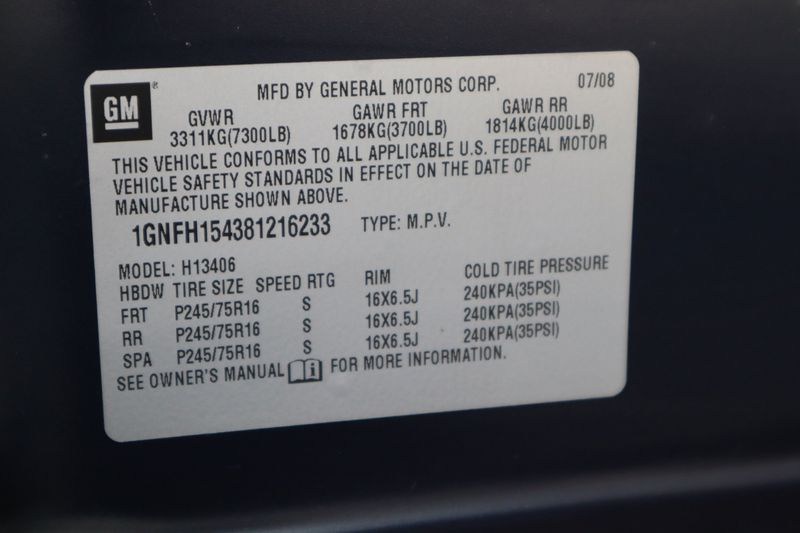 GM ®
MFD BY GENERAL MOTORS CORP. 07/08
GVWR GAWR FRT GAWR RR
3311KG(7300LB) 1678KG(3700LB) 1814KG(4000LB)
THIS VEHICLE CONFORMS TO ALL APPLICABLE U.S. FEDERAL MOTOR
VEHICLE SAFETY STANDARDS IN EFFECT ON THE DATE OF
MANUFACTURE SHOWN ABOVE.
1GNFH154381216233 TYPE: M.P.V.
MODEL: H13406
HBDW TIRE SIZE SPEED RTG RIM COLD TIRE PRESSURE
FRT P245/75R16 S 16X6.5J 240KPA(35PSI)
RR P245/75R16 S 16X6.5J 240KPA(35PSI)
SPA P245/75R16 S 16X6.5J 240KPA(35PSI)
SEE OWNER'S MANUAL i FOR MORE INFORMATION.